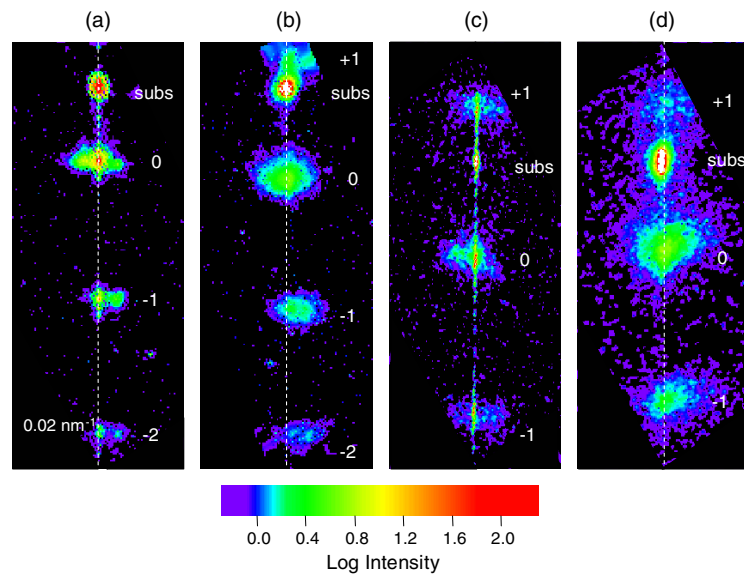 (a)
(b)
(c)
(d)
subs
0
-1
0.02 nm⁻¹
-2
+1
subs
0
-1
-2
+1
subs
0
-1
+1
subs
0
-1
0.0 0.4 0.8 1.2 1.6 2.0
Log Intensity